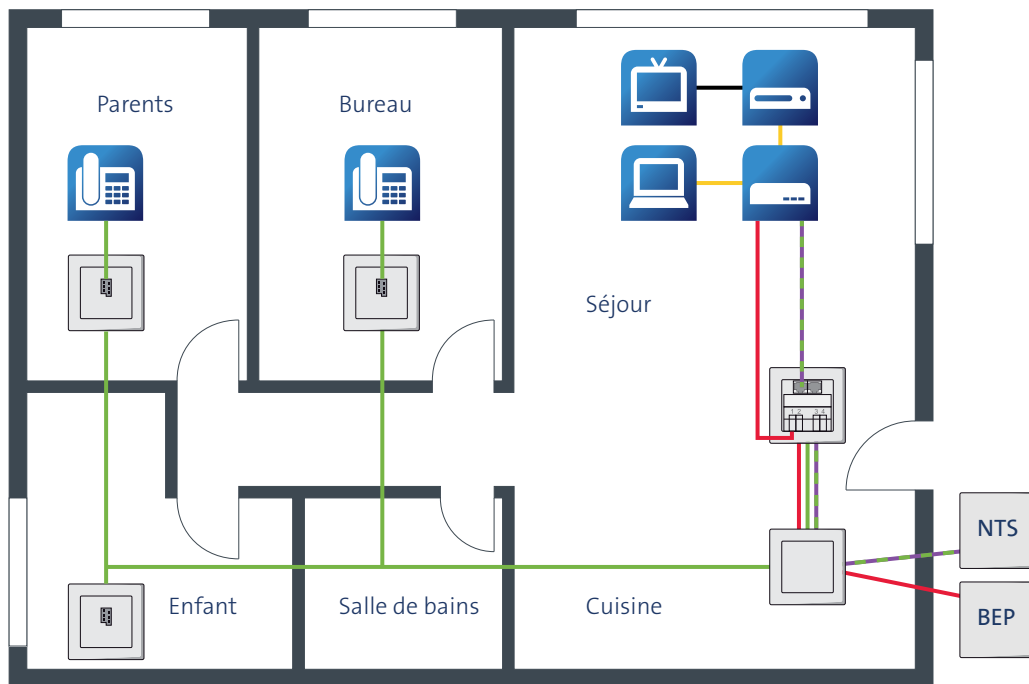 Parents
Bureau
Séjour
1 2 3 4
NTS
Enfant
Salle de bains
Cuisine
BEP